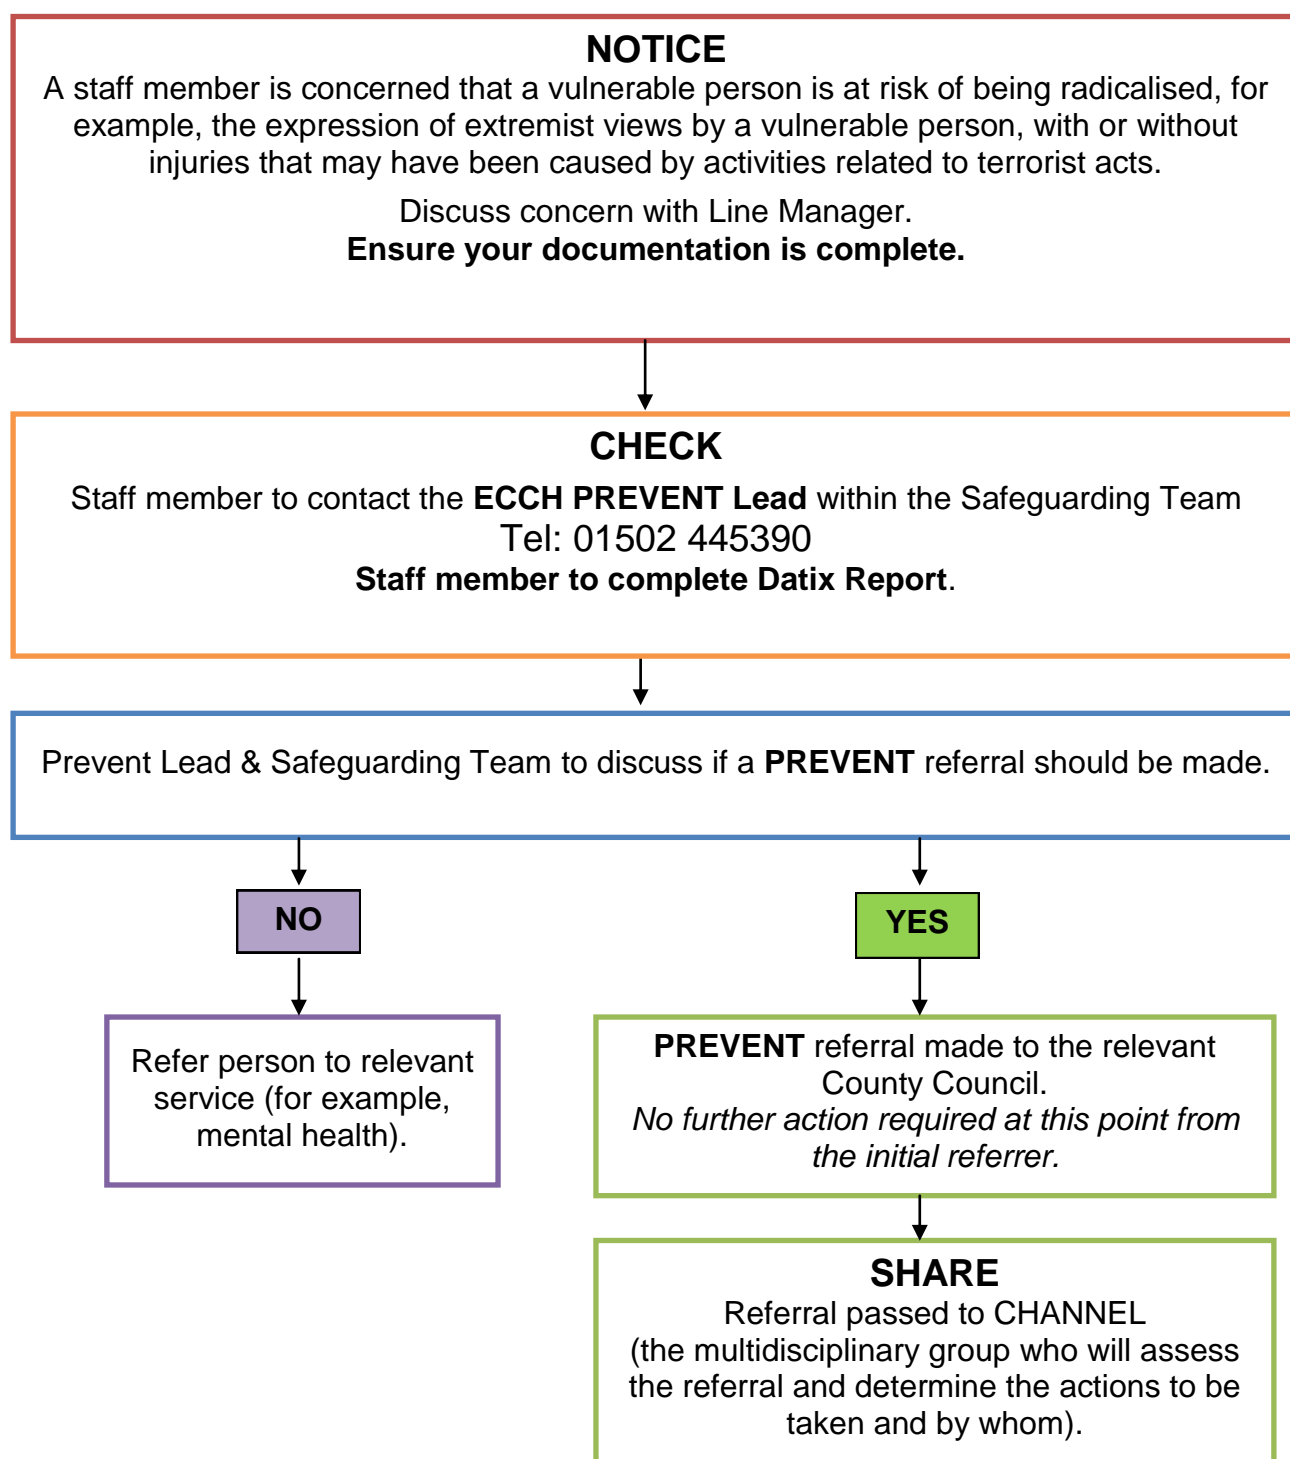 NOTICE
A staff member is concerned that a vulnerable person is at risk of being radicalised, for
example, the expression of extremist views by a vulnerable person, with or without
injuries that may have been caused by activities related to terrorist acts.
Discuss concern with Line Manager.
Ensure your documentation is complete.
CHECK
Staff member to contact the ECCH PREVENT Lead within the Safeguarding Team
Tel: 01502 445390
Staff member to complete Datix Report.
Prevent Lead & Safeguarding Team to discuss if a PREVENT referral should be made.
NO
YES
Refer person to relevant
service (for example,
mental health).
PREVENT referral made to the relevant
County Council.
No further action required at this point from
the initial referrer.
SHARE
Referral passed to CHANNEL
(the multidisciplinary group who will assess
the referral and determine the actions to be
taken and by whom).